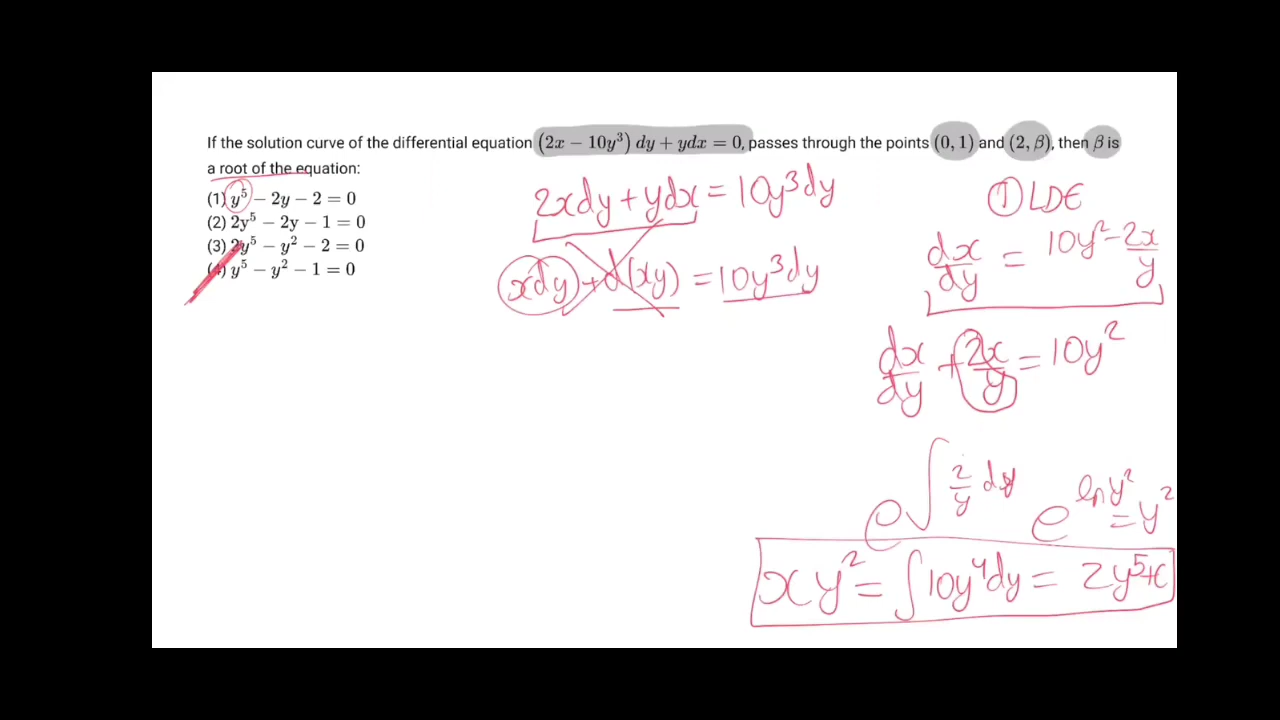 If the solution curve of the differential equation (2x − 10y³) dy + ydx = 0, passes through the points (0, 1) and (2, β), then β is
a root of the equation:
(1) y⁵ − 2y − 2 = 0
(2) 2y⁵ − 2y − 1 = 0
(3) 2y⁵ − y² − 2 = 0
(4) y⁵ − y² − 1 = 0
2xdy + ydx = 10y³dy
xdy + d(xy) = 10y³dy
① LDE
dx/dy = 10y² − 2x/y
dx/dy + 2x/y = 10y²
e^∫ 2/y dy e^ln y² = y²
xy² = ∫10y⁴dy = 2y⁵+c